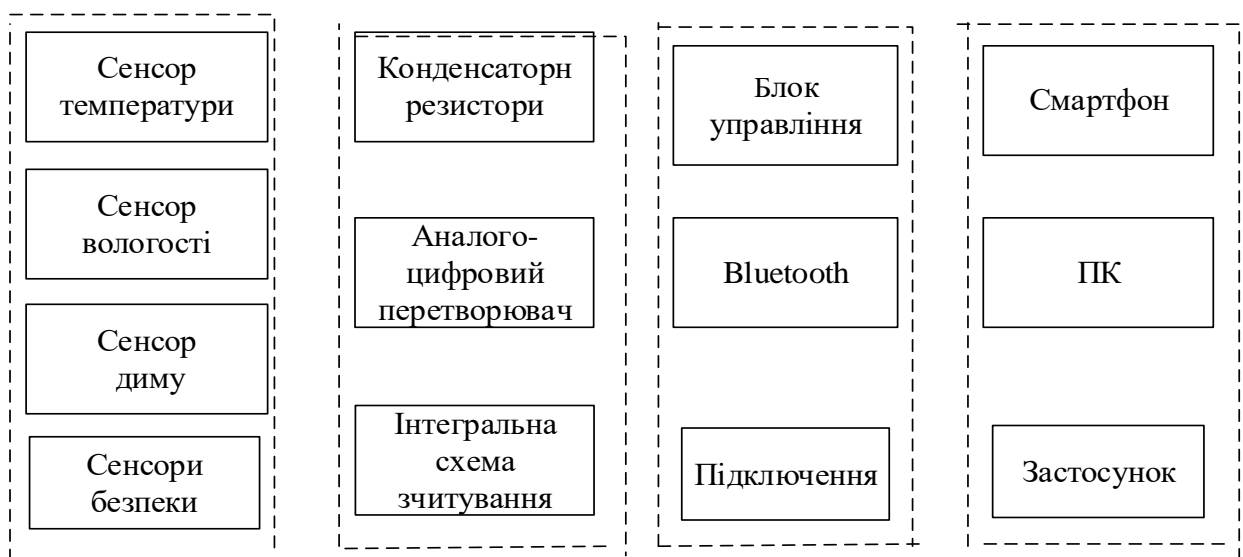 Сенсор
температури
Сенсор
вологості
Сенсор
диму
Сенсори
безпеки
Конденсаторн
резистори
Аналого-
цифровий
перетворювач
Інтегральна
схема
зчитування
Блок
управління
Bluetooth
Підключення
Смартфон
ПК
Застосунок